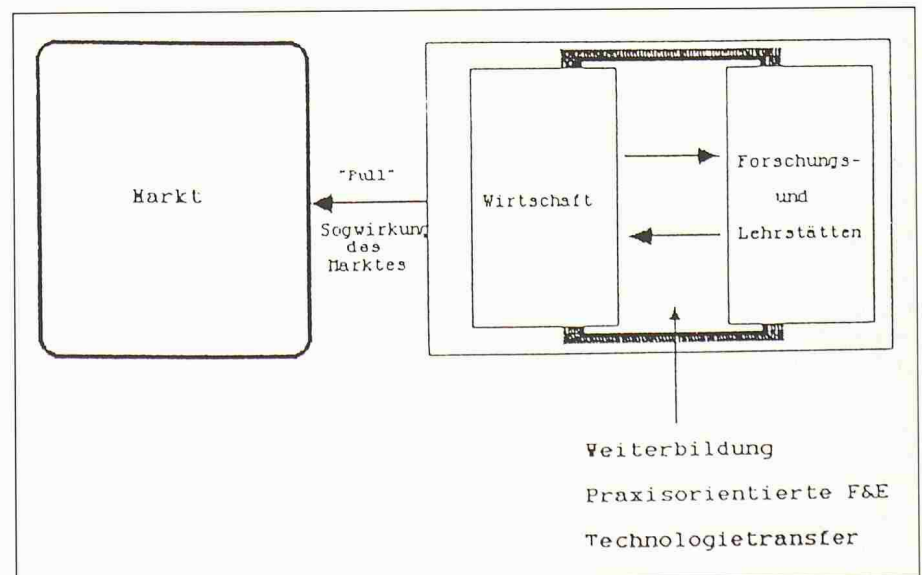 Markt
"Pull"
Sogwirkung
des
Marktes
Wirtschaft
Forschungs-
und
Lehrstätten
Weiterbildung
Praxisorientierte F&E
Technologietransfer